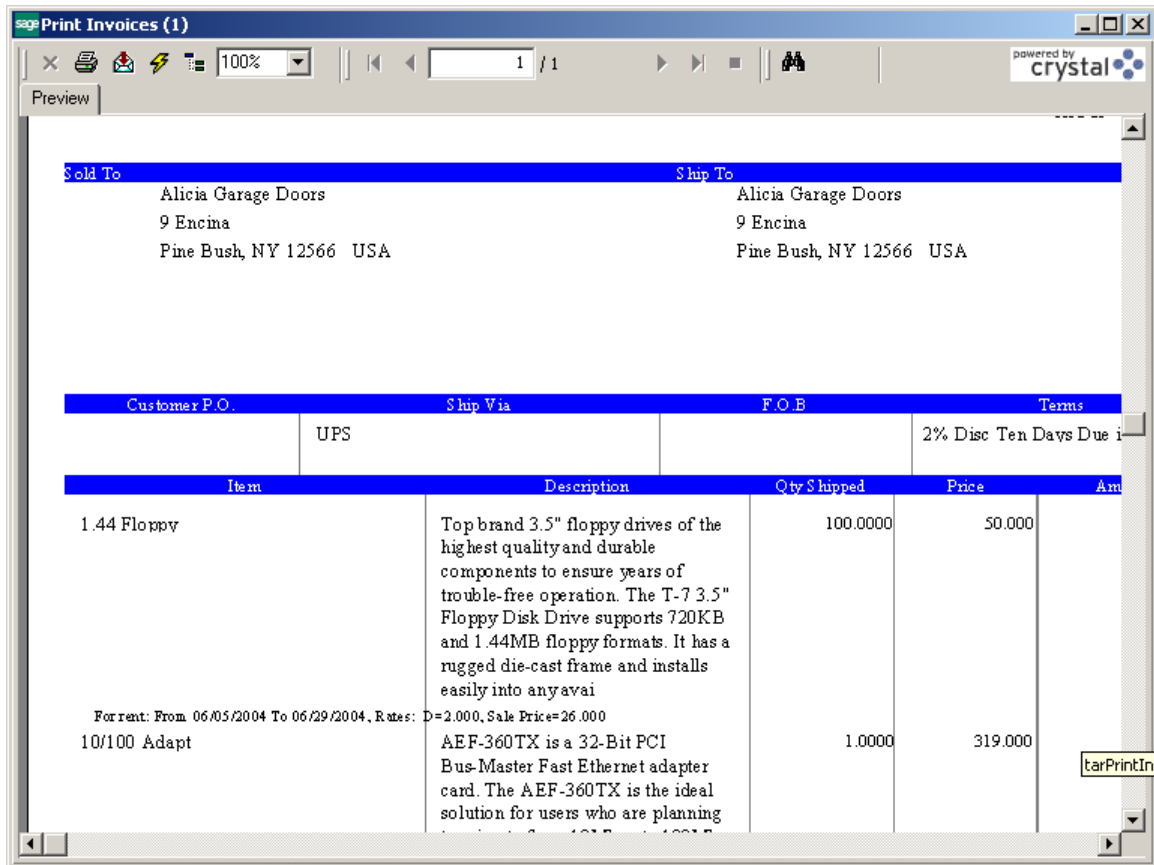 sage Print Invoices (1)
100%
1 / 1
powered by
crystal
Preview
Sold To Ship To
Alicia Garage Doors Alicia Garage Doors
9 Encina 9 Encina
Pine Bush, NY 12566 USA Pine Bush, NY 12566 USA
Customer P.O. Ship Via F.O.B Terms
UPS 2% Disc Ten Days Due i
Item Description Qty Shipped Price Am
1.44 Floppy Top brand 3.5" floppy drives of the 100.0000 50.000
highest quality and durable
components to ensure years of
trouble-free operation. The T-7 3.5"
Floppy Disk Drive supports 720KB
and 1.44MB floppy formats. It has a
rugged die-cast frame and installs
easily into any avai
For rent: From 06/05/2004 To 06/29/2004, Rates: D=2.000, Sale Price=26.000
10/100 Adapt AEF-360TX is a 32-Bit PCI 1.0000 319.000
Bus-Master Fast Ethernet adapter
tarPrintIn
card. The AEF-360TX is the ideal
solution for users who are planning